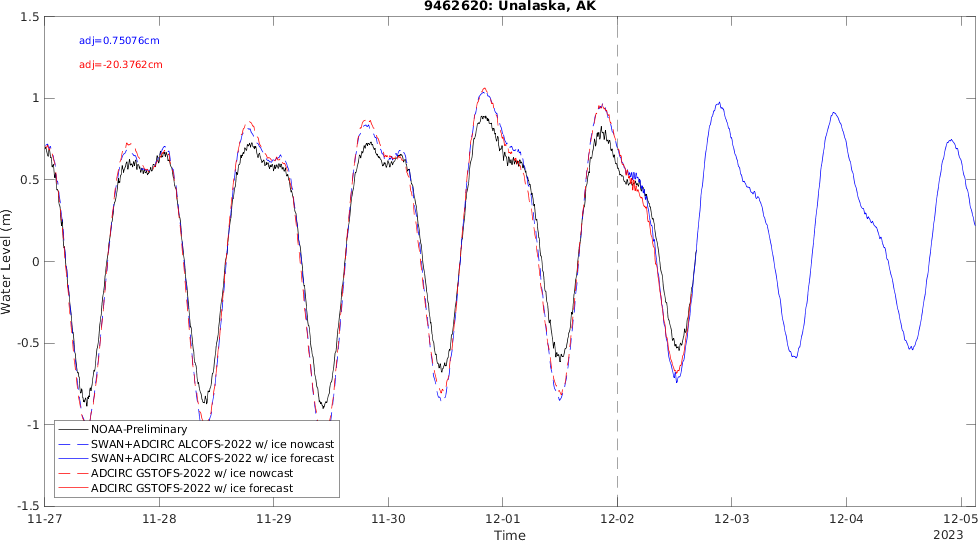 9462620: Unalaska, AK
1.5
adj=0.75076cm
adj=-20.3762cm
1
0.5
0
-0.5
-1
-1.5
Water Level (m)
NOAA-Preliminary
SWAN+ADCIRC ALCOFS-2022 w/ ice nowcast
SWAN+ADCIRC ALCOFS-2022 w/ ice forecast
ADCIRC GSTOFS-2022 w/ ice nowcast
ADCIRC GSTOFS-2022 w/ ice forecast
11-27 11-28 11-29 11-30 12-01 12-02 12-03 12-04 12-05
Time
2023